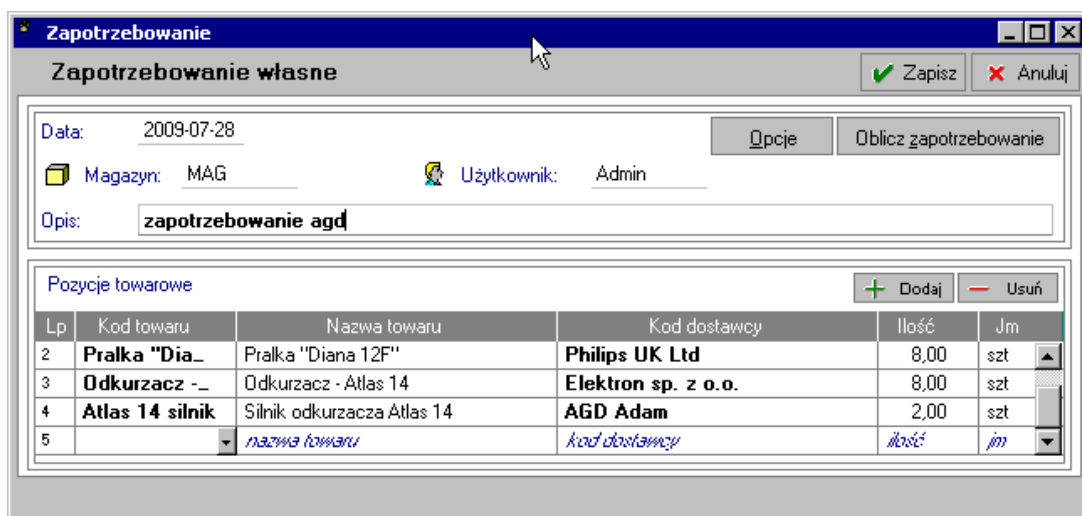 Zapotrzebowanie
Zapotrzebowanie własne Zapisz Anuluj
Data: 2009-07-28 Opcje Oblicz zapotrzebowanie
Magazyn: MAG Użytkownik: Admin
Opis: zapotrzebowanie agd
Pozycje towarowe Dodaj Usuń
Lp Kod towaru Nazwa towaru Kod dostawcy Ilość Jm
2 Pralka "Dia_ Pralka "Diana 12F" Philips UK Ltd 8,00 szt
3 Odkurzacz -_ Odkurzacz - Atlas 14 Elektron sp. z o.o. 8,00 szt
4 Atlas 14 silnik Silnik odkurzacza Atlas 14 AGD Adam 2,00 szt
5 nazwa towaru kod dostawcy ilość jm